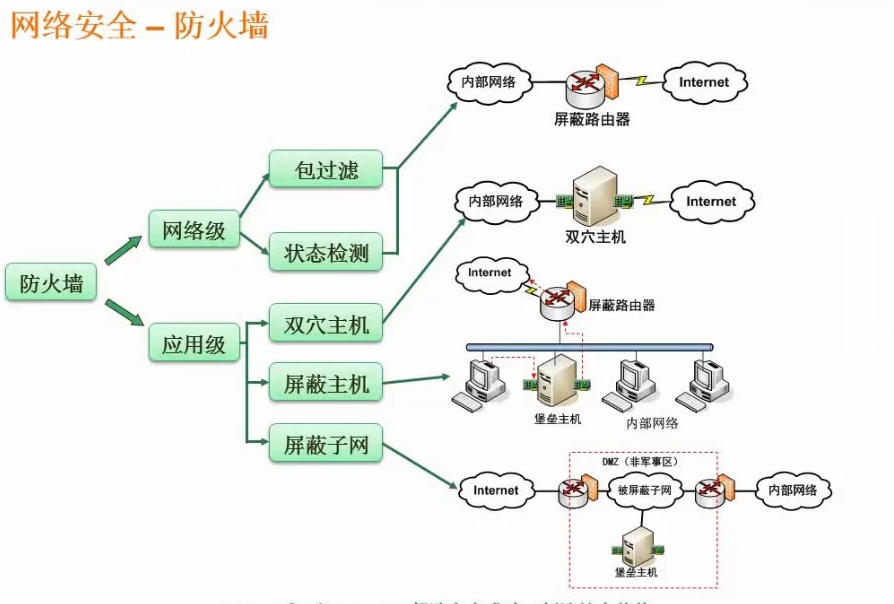 网络安全 – 防火墙
防火墙
网络级
应用级
包过滤
状态检测
双穴主机
屏蔽主机
屏蔽子网
内部网络
Internet
屏蔽路由器
内部网络
Internet
双穴主机
Internet
屏蔽路由器
堡垒主机
内部网络
DMZ（非军事区）
Internet
被屏蔽子网
内部网络
堡垒主机